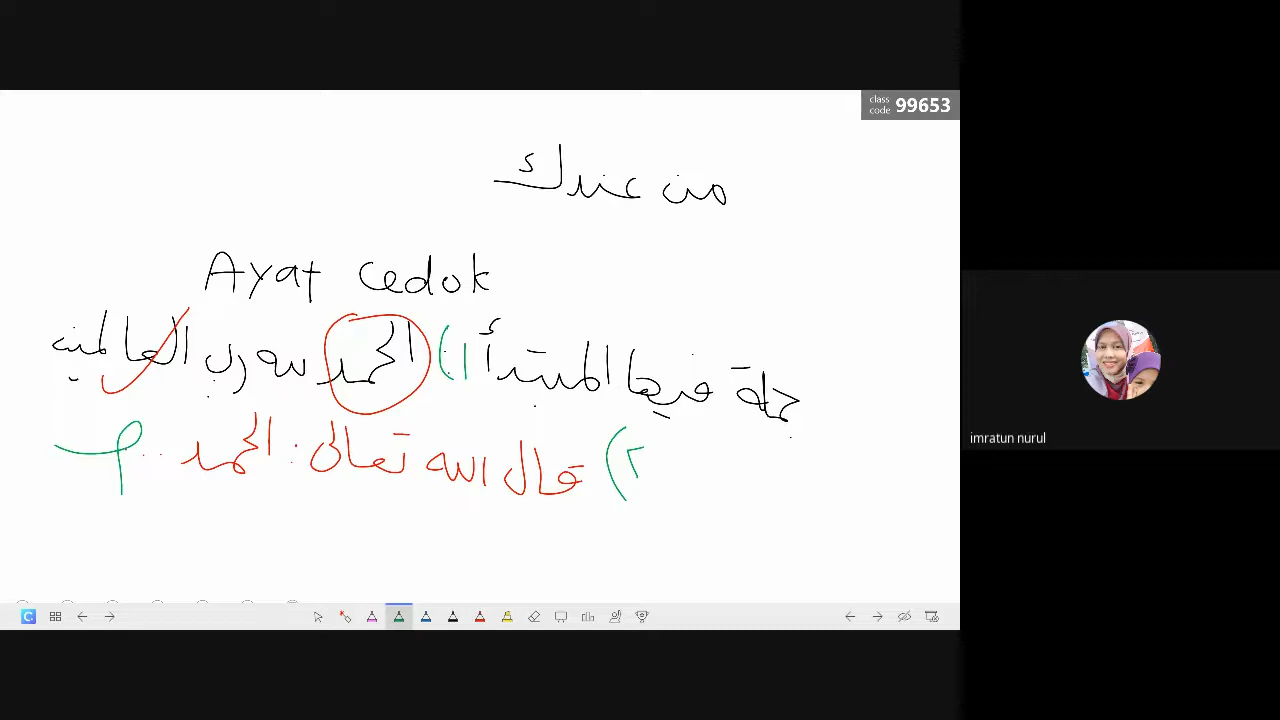 class code 99653
من عندك
Ayat Cedok
جملة فيها المبتدأ ١) الحمد لله رب العالمين
٢) قال الله تعالى: الحمد ...
imratun nurul